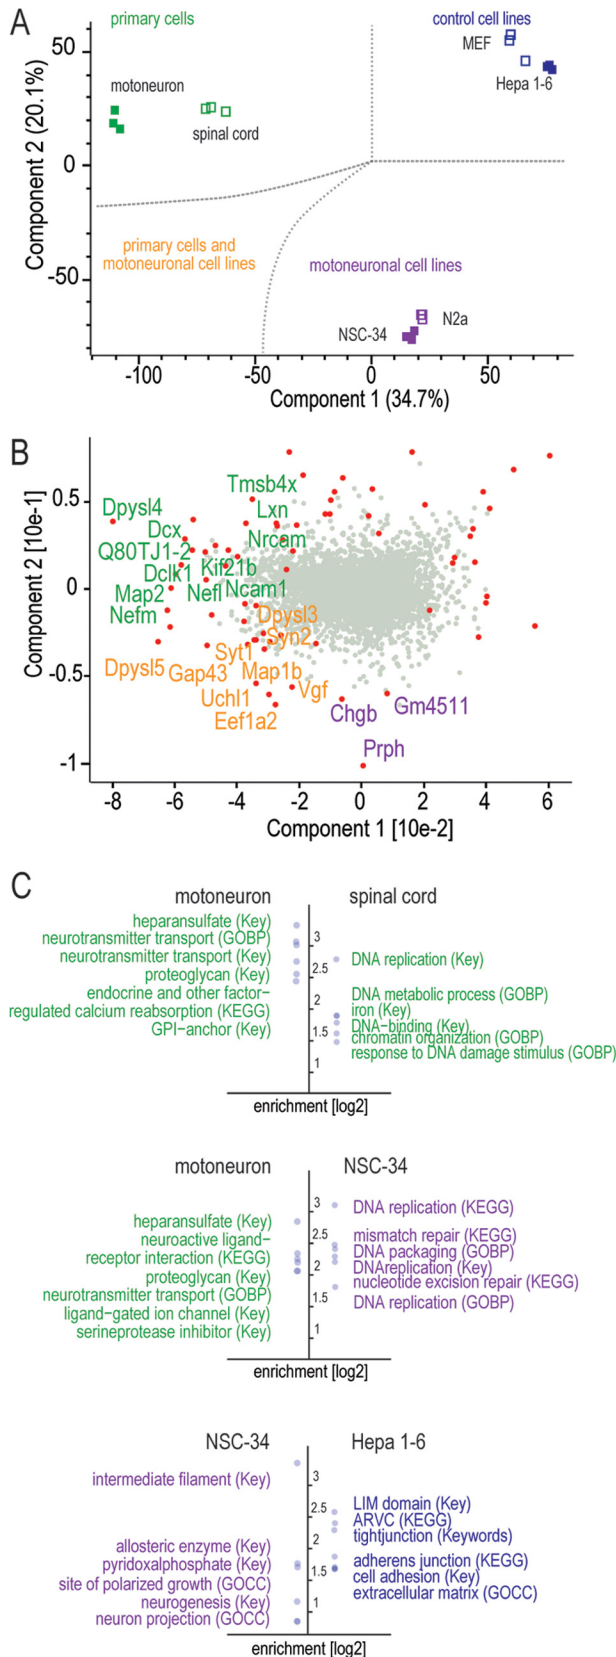 A
primary cells
control cell lines
50
MEF
motoneuron
Hepa 1-6
spinal cord
0
Component 2 (20.1%)
primary cells and
motoneuronal cell lines
motoneuronal cell lines
-50
NSC-34
N2a
-100
-50
0
50
Component 1 (34.7%)
B
Tmsb4x
0.5
Dpysl4
Lxn
Dcx
Nrcam
Q80TJ1-2
Kif21b
Dclk1
0
Map2
Nefl
Ncam1
Nefm
Dpysl3
Syn2
Component 2 [10e-1]
Syt1
Dpysl5
Gap43
Map1b
-0.5
Uchl1
Vgf
Eef1a2
Chgb
Gm4511
Prph
-1
-8
-6
-4
-2
0
2
4
6
Component 1 [10e-2]
C
motoneuron
spinal cord
heparansulfate (Key)
neurotransmitter transport (GOBP)
neurotransmitter transport (Key)
proteoglycan (Key)
endocrine and other factor-
regulated calcium reabsorption (KEGG)
GPI-anchor (Key)
3
2.5
2
1.5
1
DNA replication (Key)
DNA metabolic process (GOBP)
iron (Key)
DNA-binding (Key)
chromatin organization (GOBP)
response to DNA damage stimulus (GOBP)
enrichment [log2]
motoneuron
NSC-34
heparansulfate (Key)
neuroactive ligand-
receptor interaction (KEGG)
proteoglycan (Key)
neurotransmitter transport (GOBP)
ligand-gated ion channel (Key)
serineprotease inhibitor (Key)
3
2.5
2
1.5
1
DNA replication (KEGG)
mismatch repair (KEGG)
DNA packaging (GOBP)
DNAreplication (Key)
nucleotide excision repair (KEGG)
DNA replication (GOBP)
enrichment [log2]
NSC-34
Hepa 1-6
intermediate filament (Key)
allosteric enzyme (Key)
pyridoxalphosphate (Key)
site of polarized growth (GOCC)
neurogenesis (Key)
neuron projection (GOCC)
3
2.5
2
1.5
1
LIM domain (Key)
ARVC (KEGG)
tightjunction (Keywords)
adherens junction (KEGG)
cell adhesion (Key)
extracellular matrix (GOCC)
enrichment [log2]